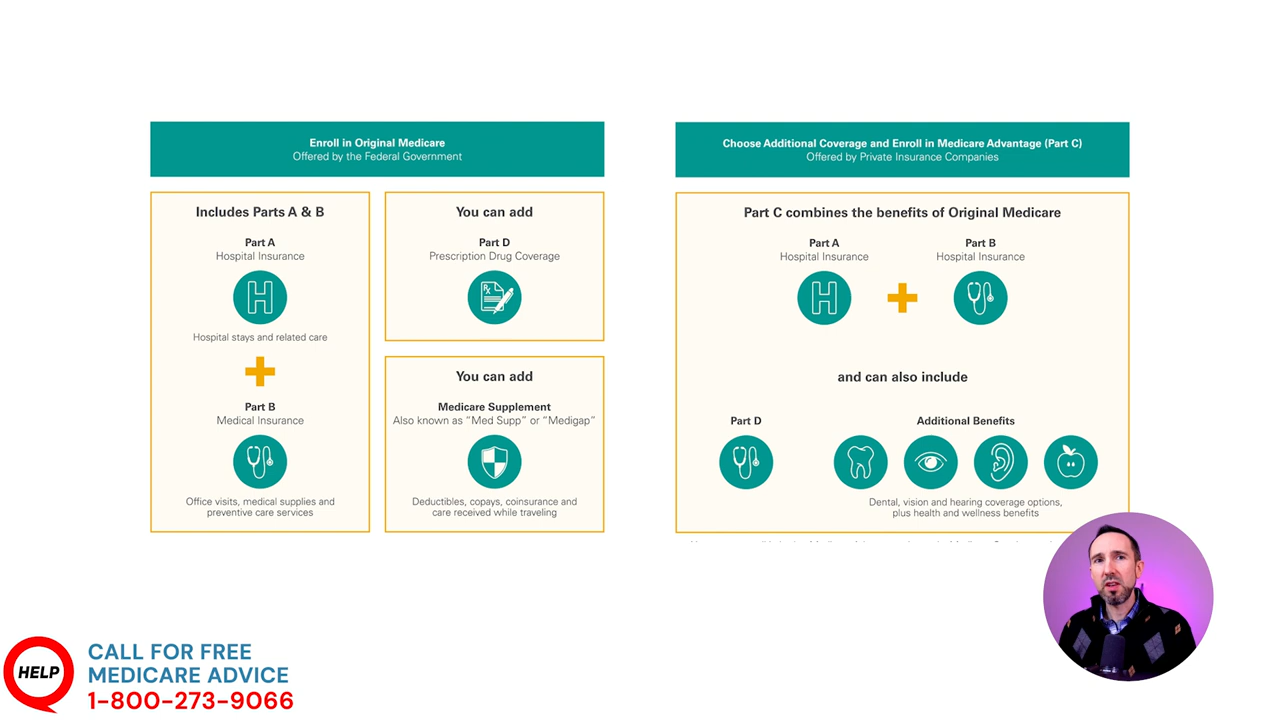 Enroll in Original Medicare
Offered by the Federal Government
Includes Parts A & B
Part A
Hospital Insurance
H
Hospital stays and related care
Part B
Medical Insurance
Office visits, medical supplies and
preventive care services
You can add
Part D
Prescription Drug Coverage
Rx
You can add
Medicare Supplement
Also known as “Med Supp” or “Medigap”
Deductibles, copays, coinsurance and
care received while traveling
Choose Additional Coverage and Enroll in Medicare Advantage (Part C)
Offered by Private Insurance Companies
Part C combines the benefits of Original Medicare
Part A
Hospital Insurance
H
Part B
Hospital Insurance
and can also include
Part D
Additional Benefits
Dental, vision and hearing coverage options,
plus health and wellness benefits
HELP
CALL FOR FREE
MEDICARE ADVICE
1-800-273-9066